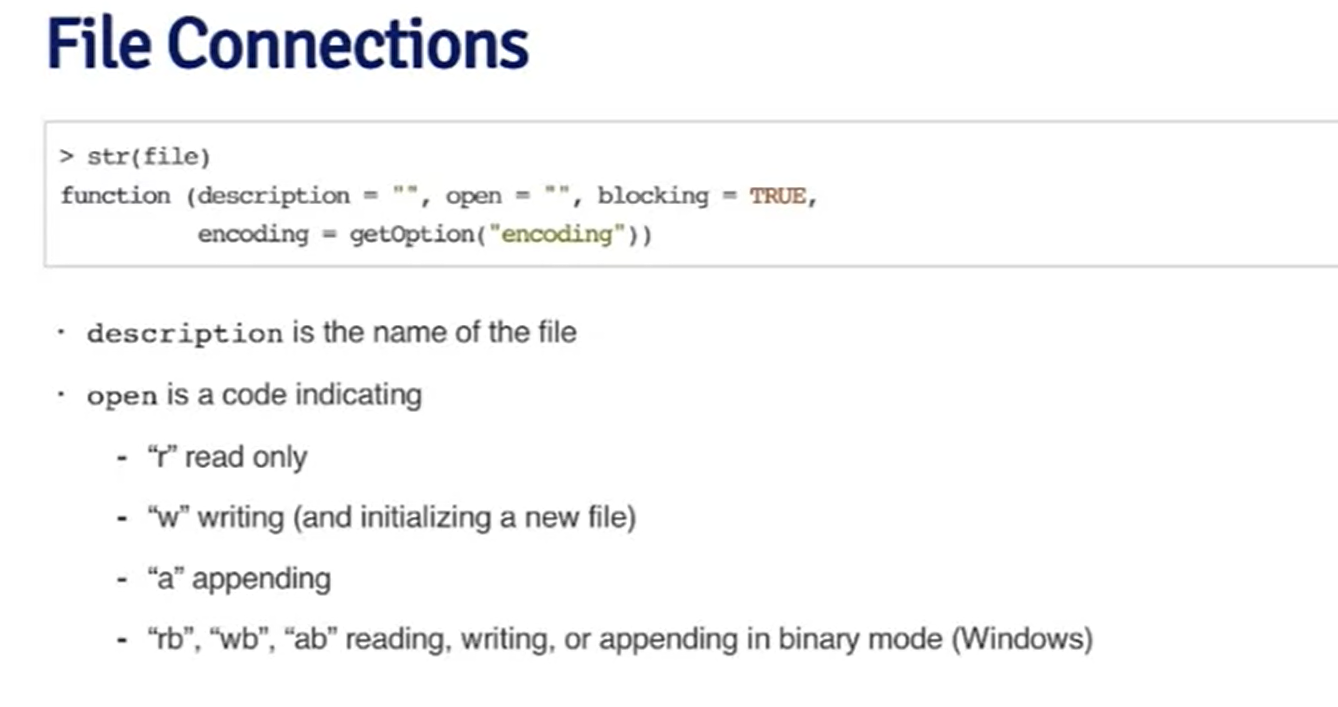 File Connections
> str(file)
function (description = "", open = "", blocking = TRUE,
encoding = getOption("encoding"))
· description is the name of the file
· open is a code indicating
- “r” read only
- “w” writing (and initializing a new file)
- “a” appending
- “rb”, “wb”, “ab” reading, writing, or appending in binary mode (Windows)